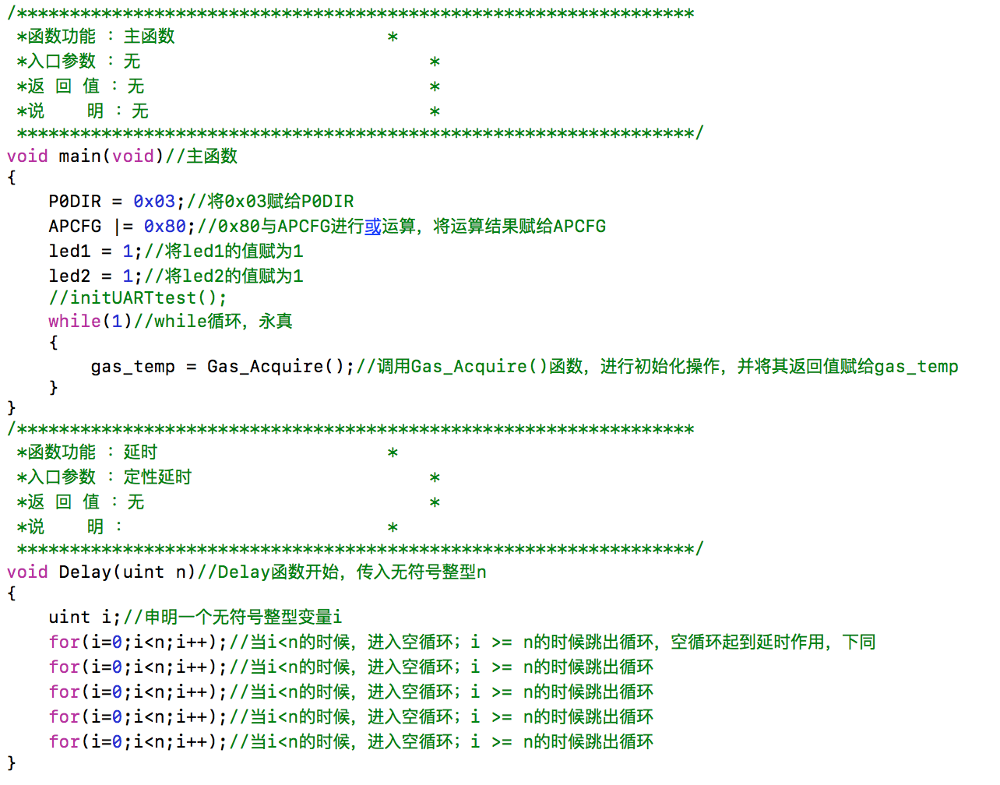 /****************************************************************
 *函数功能 : 主函数                    *
 *入口参数 : 无                            *
 *返 回 值 : 无                            *
 *说    明 : 无                           *
 ****************************************************************/
void main(void)//主函数
{
    P0DIR = 0x03;//将0x03赋给P0DIR
    APCFG |= 0x80;//0x80与APCFG进行或运算，将运算结果赋给APCFG
    led1 = 1;//将led1的值赋为1
    led2 = 1;//将led2的值赋为1
    //initUARTtest();
    while(1)//while循环，永真
    {
        gas_temp = Gas_Acquire();//调用Gas_Acquire()函数，进行初始化操作，并将其返回值赋给gas_temp
    }
}
/****************************************************************
 *函数功能 : 延时                      *
 *入口参数 : 定性延时                       *
 *返 回 值 : 无                            *
 *说    明 :                         *
 ****************************************************************/
void Delay(uint n)//Delay函数开始，传入无符号整型n
{
    uint i;//申明一个无符号整型变量i
    for(i=0;i<n;i++);//当i<n的时候，进入空循环；i >= n的时候跳出循环，空循环起到延时作用，下同
    for(i=0;i<n;i++);//当i<n的时候，进入空循环；i >= n的时候跳出循环
    for(i=0;i<n;i++);//当i<n的时候，进入空循环；i >= n的时候跳出循环
    for(i=0;i<n;i++);//当i<n的时候，进入空循环；i >= n的时候跳出循环
    for(i=0;i<n;i++);//当i<n的时候，进入空循环；i >= n的时候跳出循环
}